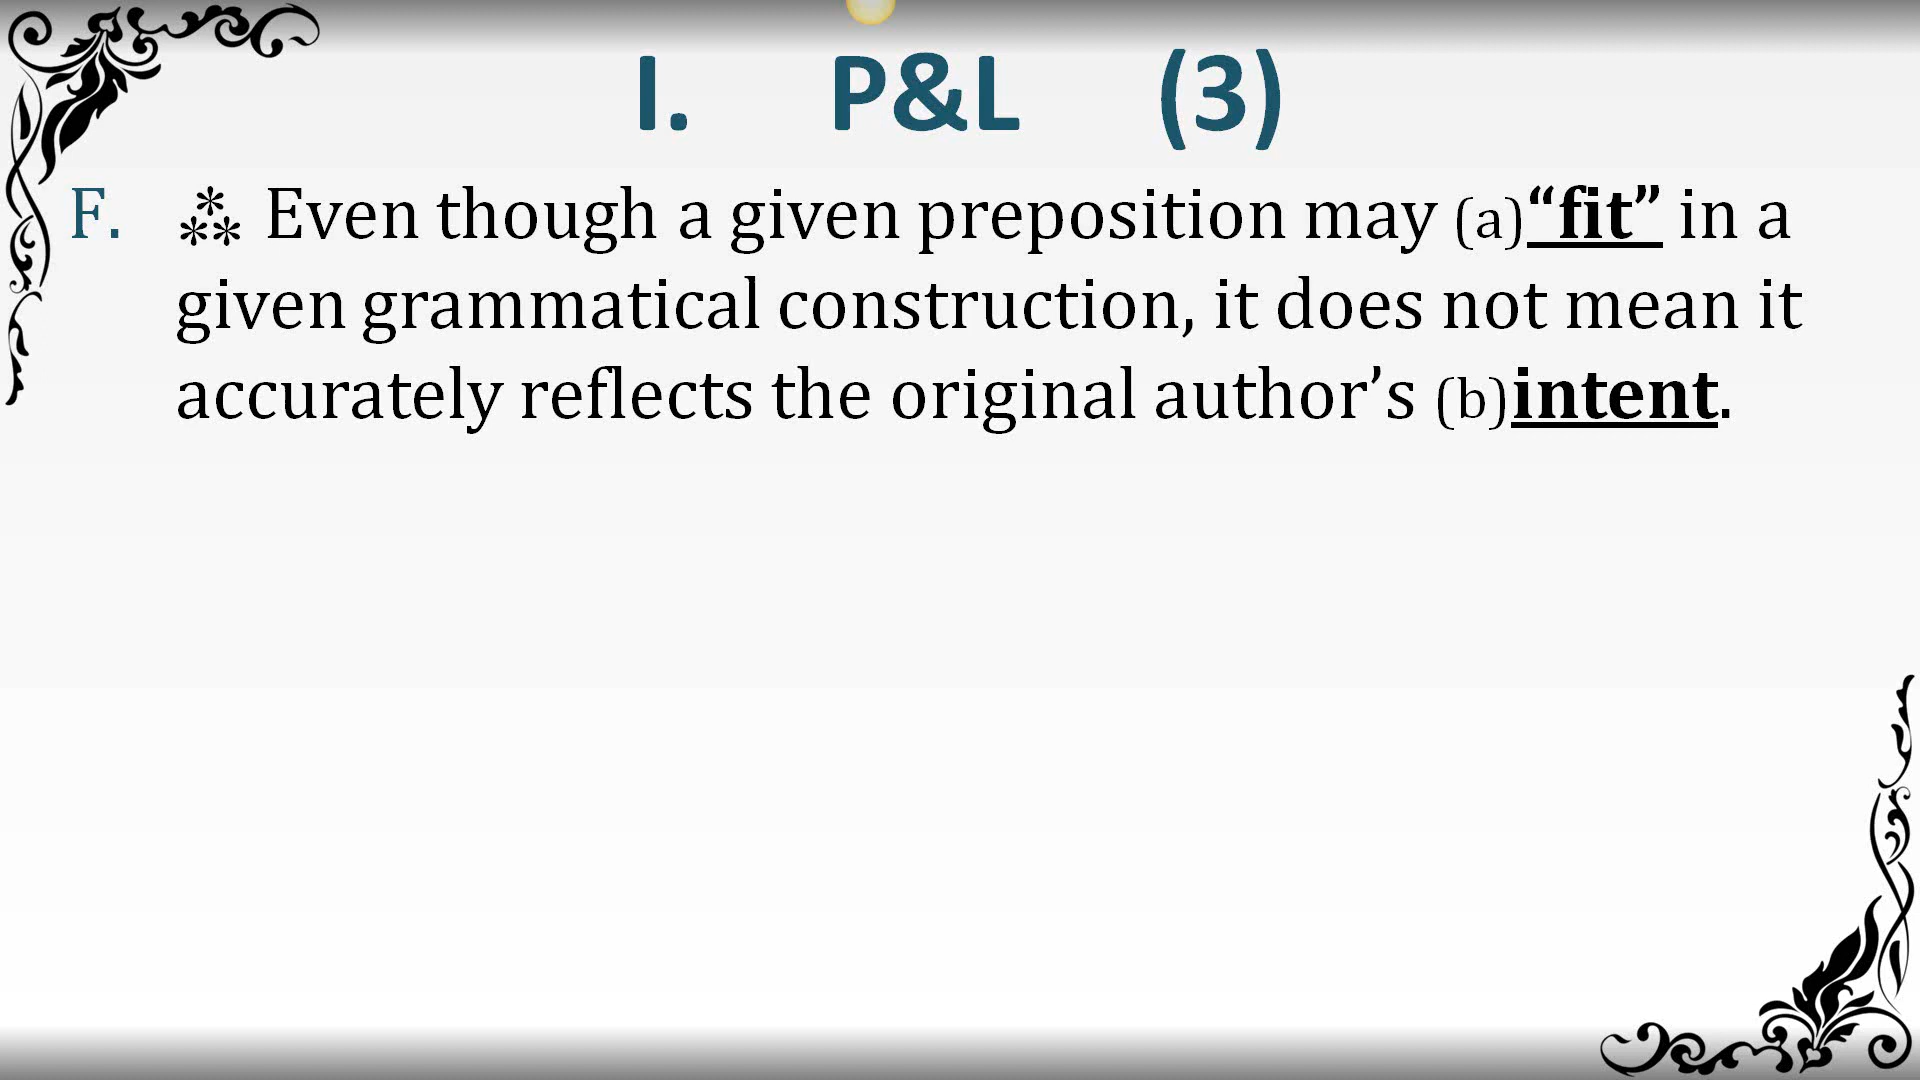 I. P&L (3)
F. ⁂ Even though a given preposition may (a)“fit” in a
given grammatical construction, it does not mean it
accurately reflects the original author’s (b)intent.